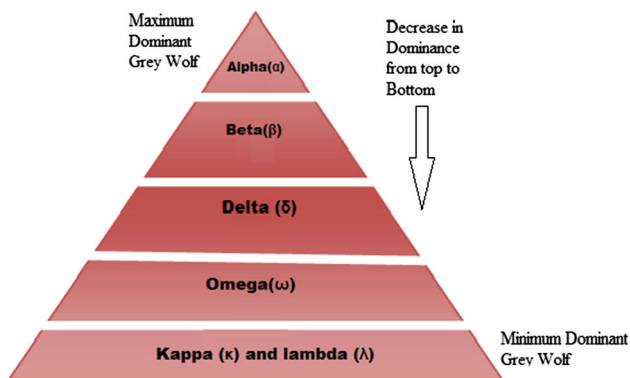 Maximum
Dominant
Grey Wolf
Decrease in
Dominance
from top to
Bottom
Alpha(α)
Beta(β)
Delta (δ)
Omega(ω)
Kappa (κ) and lambda (λ)
Minimum Dominant
Grey Wolf